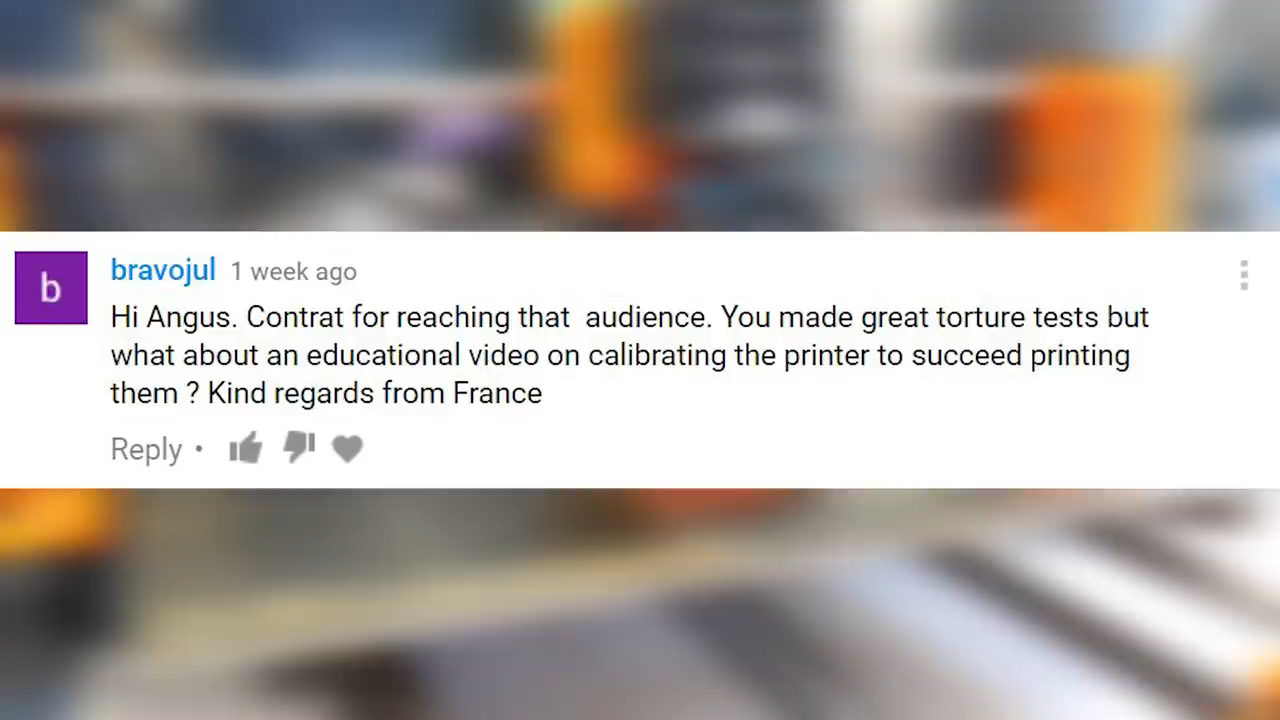 b
bravojul 1 week ago
Hi Angus. Contrat for reaching that  audience. You made great torture tests but
what about an educational video on calibrating the printer to succeed printing
them ? Kind regards from France
Reply •